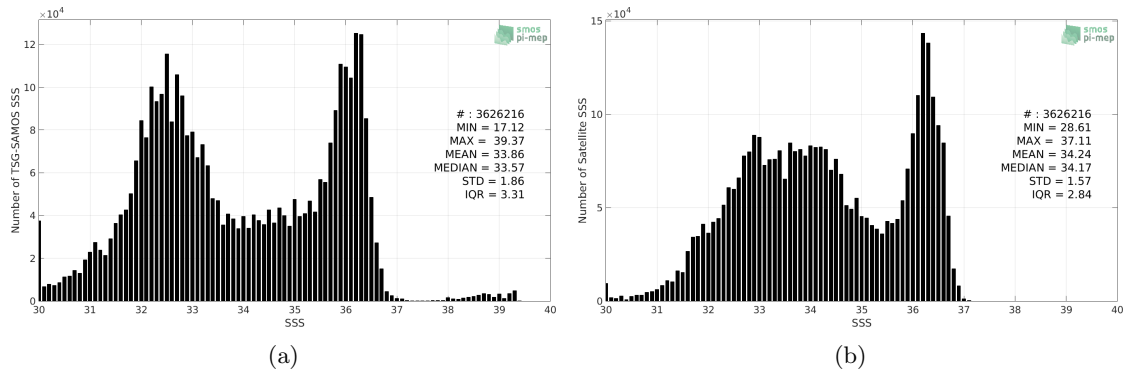 ×10⁴
smos
pi-mep
12
10
8
6
4
2
0
Number of TSG-SAMOS SSS
# : 3626216
MIN = 17.12
MAX = 39.37
MEAN = 33.86
MEDIAN = 33.57
STD = 1.86
IQR = 3.31
30 31 32 33 34 35 36 37 38 39 40
SSS
(a)
×10⁴
smos
pi-mep
15
10
5
0
Number of Satellite SSS
# : 3626216
MIN = 28.61
MAX = 37.11
MEAN = 34.24
MEDIAN = 34.17
STD = 1.57
IQR = 2.84
30 31 32 33 34 35 36 37 38 39 40
SSS
(b)